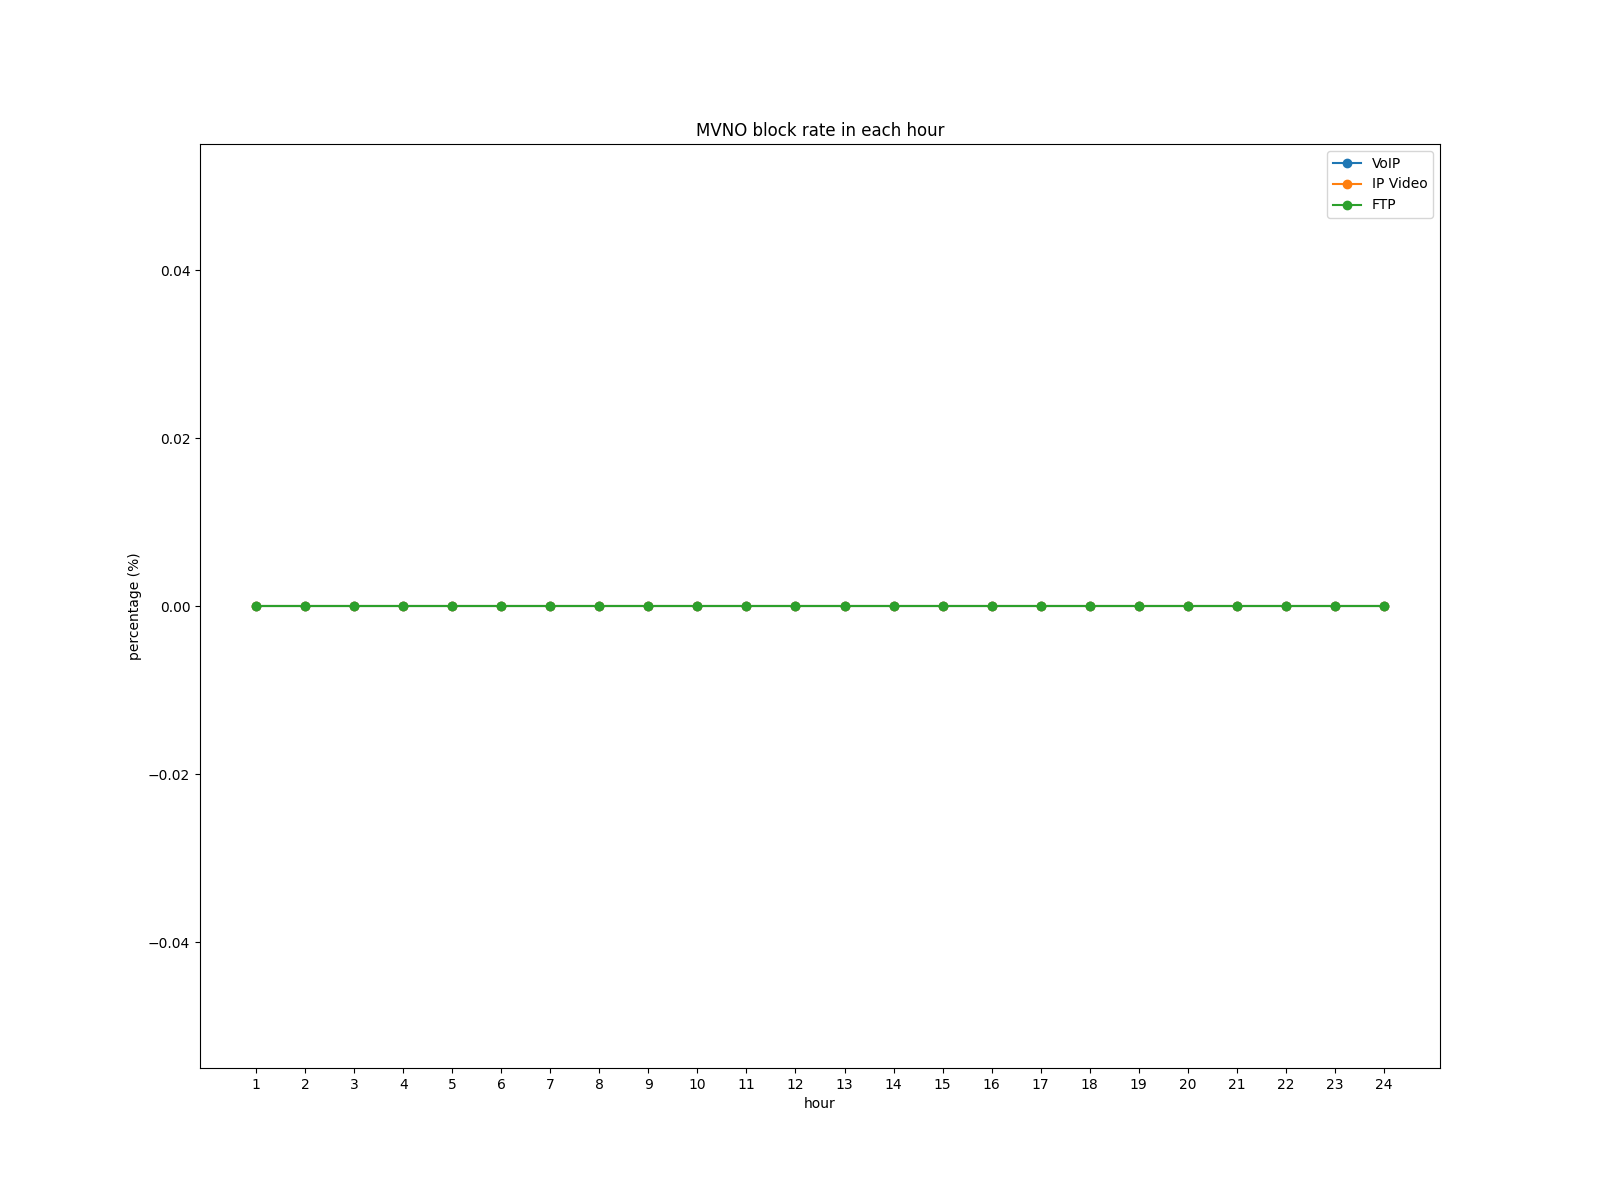 MVNO block rate in each hour
VoIP
IP Video
FTP
0.04
0.02
0.00
−0.02
−0.04
percentage (%)
1 2 3 4 5 6 7 8 9 10 11 12 13 14 15 16 17 18 19 20 21 22 23 24
hour